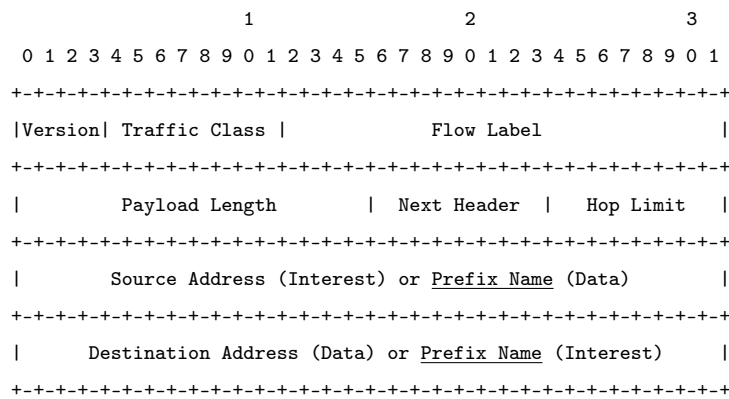 1 2 3
0 1 2 3 4 5 6 7 8 9 0 1 2 3 4 5 6 7 8 9 0 1 2 3 4 5 6 7 8 9 0 1
+-+-+-+-+-+-+-+-+-+-+-+-+-+-+-+-+-+-+-+-+-+-+-+-+-+-+-+-+-+-+-+-+
|Version| Traffic Class | Flow Label |
+-+-+-+-+-+-+-+-+-+-+-+-+-+-+-+-+-+-+-+-+-+-+-+-+-+-+-+-+-+-+-+-+
| Payload Length | Next Header | Hop Limit |
+-+-+-+-+-+-+-+-+-+-+-+-+-+-+-+-+-+-+-+-+-+-+-+-+-+-+-+-+-+-+-+-+
| Source Address (Interest) or Prefix Name (Data) |
+-+-+-+-+-+-+-+-+-+-+-+-+-+-+-+-+-+-+-+-+-+-+-+-+-+-+-+-+-+-+-+-+
| Destination Address (Data) or Prefix Name (Interest) |
+-+-+-+-+-+-+-+-+-+-+-+-+-+-+-+-+-+-+-+-+-+-+-+-+-+-+-+-+-+-+-+-+